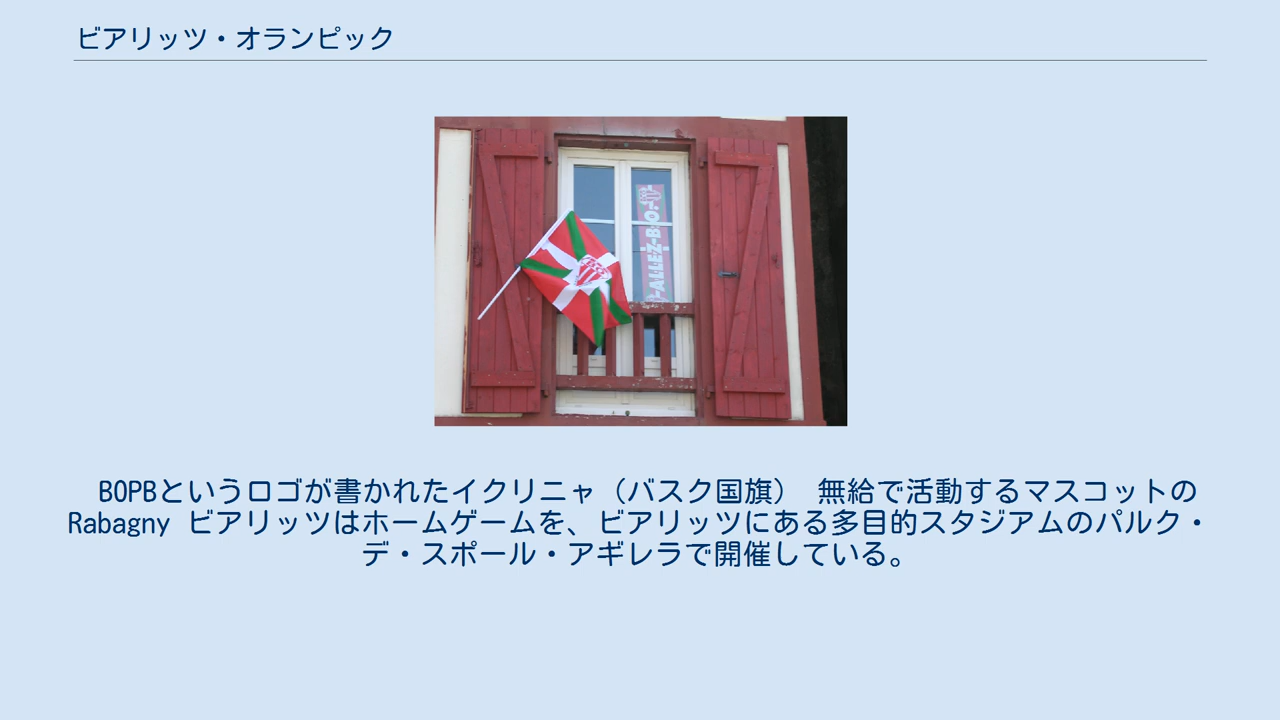 ビアリッツ・オランピック
ALLEZ B.O
BOPBというロゴが書かれたイクリニャ（バスク国旗） 無給で活動するマスコットの
Rabagny ビアリッツはホームゲームを、ビアリッツにある多目的スタジアムのパルク・
デ・スポール・アギレラで開催している。